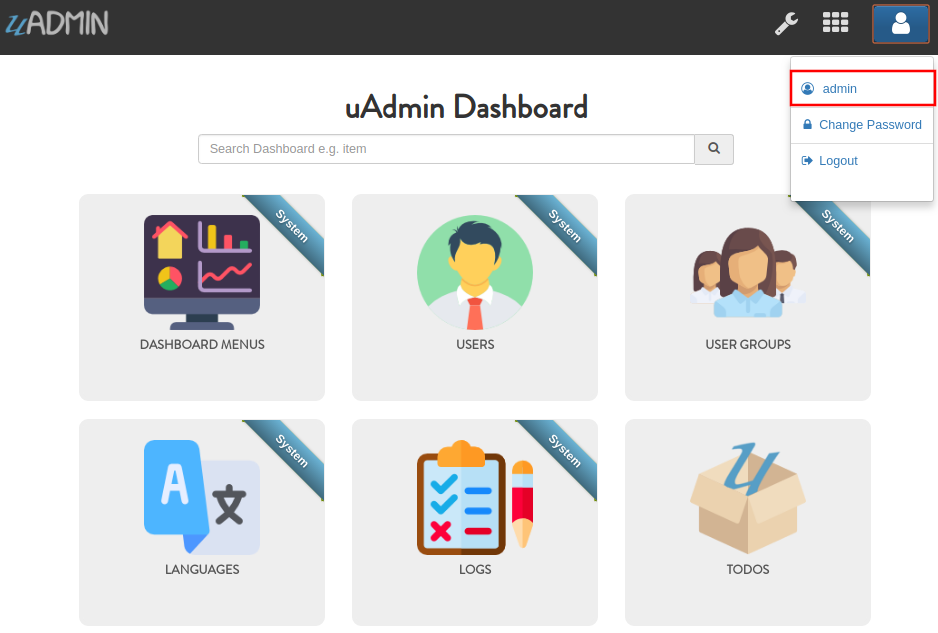 uADMIN
admin
Change Password
Logout
uAdmin Dashboard
Search Dashboard e.g. item
System
System
System
DASHBOARD MENUS
USERS
USER GROUPS
System
System
A 文
u
LANGUAGES
LOGS
TODOS